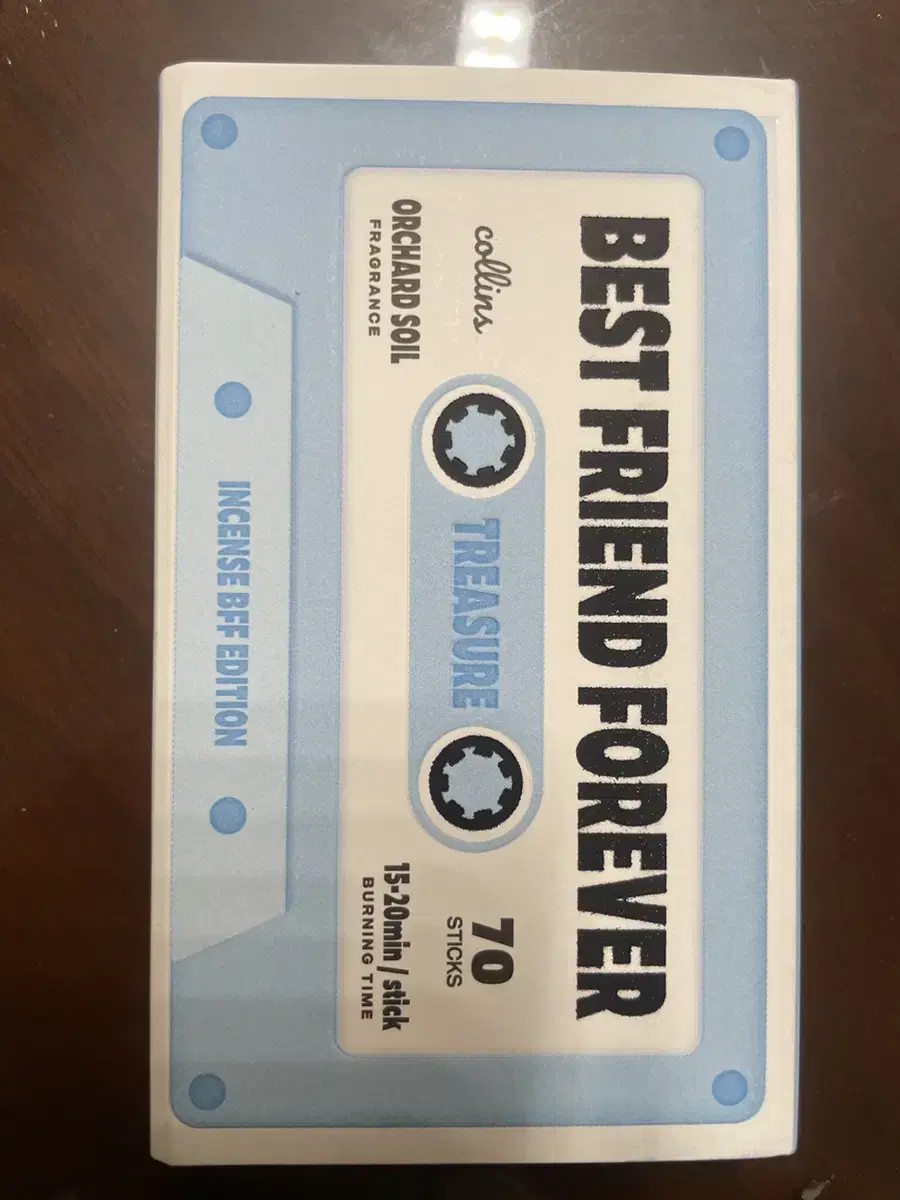 BEST FRIEND FOREVER
collins
70
STICKS
TREASURE
ORCHARD SOIL
FRAGRANCE
15-20min / stick
BURNING TIME
INCENSE BFF EDITION